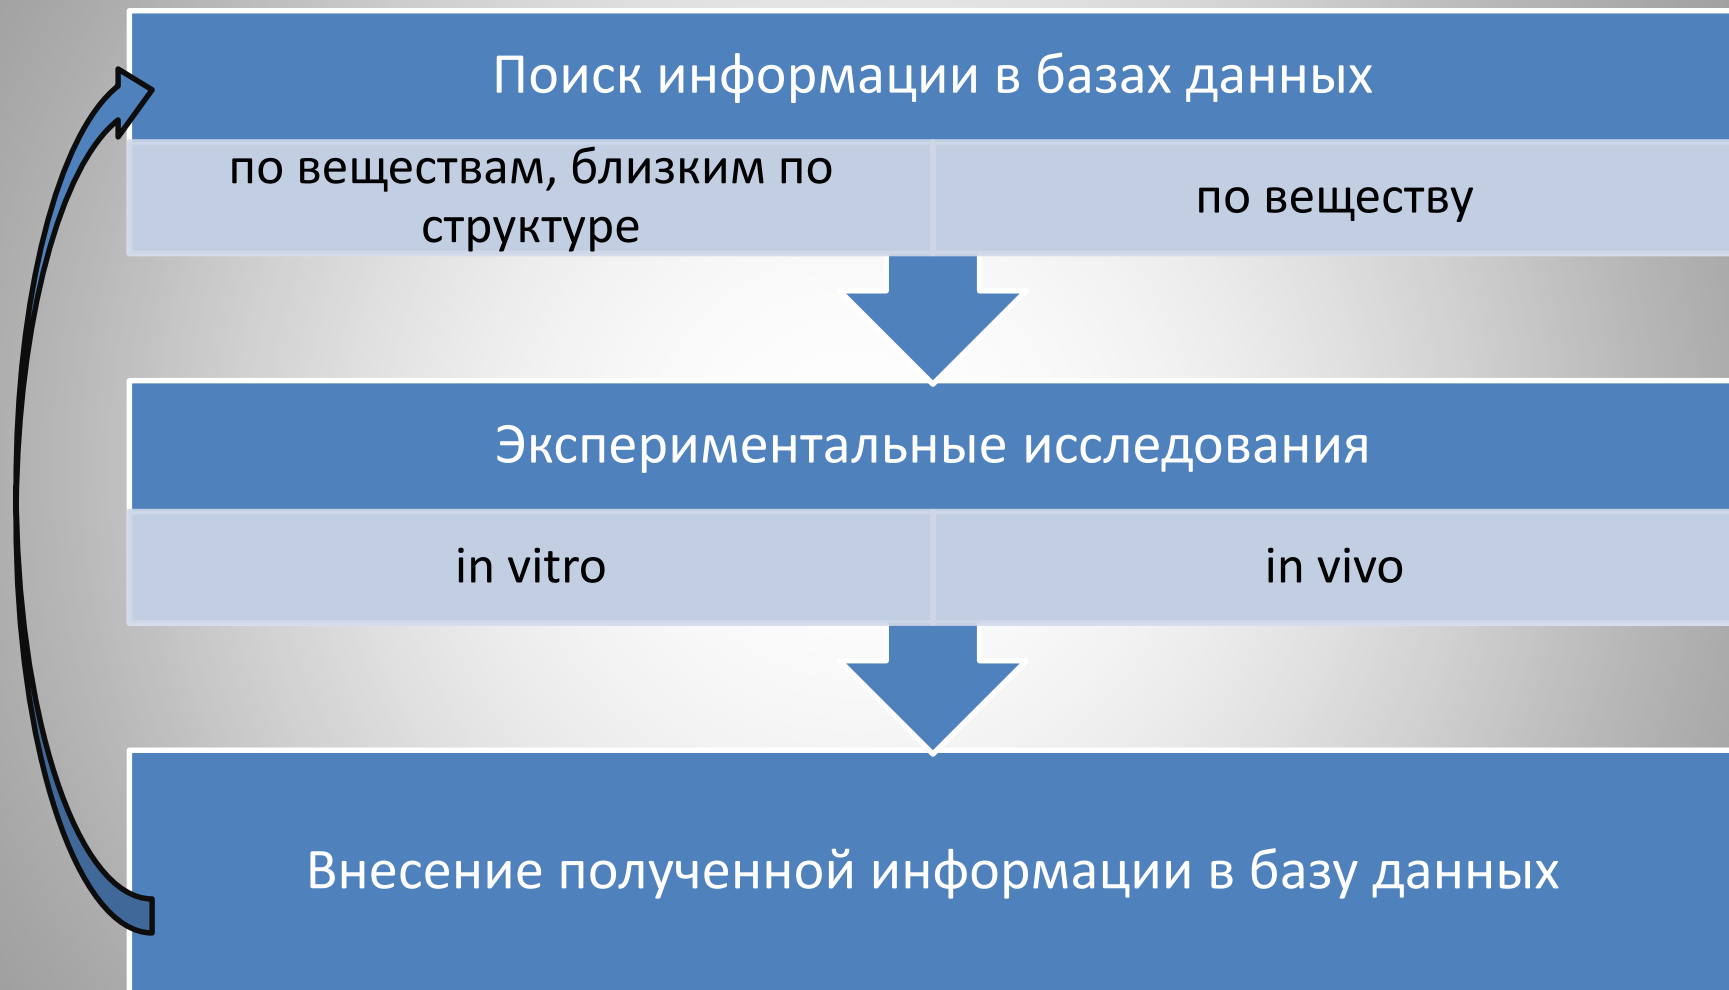 Поиск информации в базах данных
по веществам, близким по
структуре
по веществу
Экспериментальные исследования
in vitro
in vivo
Внесение полученной информации в базу данных